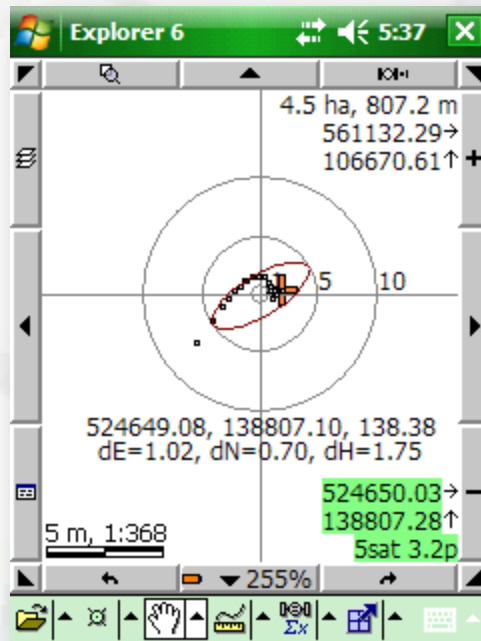 Explorer 6 5:37
4.5 ha, 807.2 m
561132.29→
106670.61↑ +
5 10
524649.08, 138807.10, 138.38
dE=1.02, dN=0.70, dH=1.75
524650.03→ −
138807.28↑
5 m, 1:368 5sat 3.2p
255%
Σx